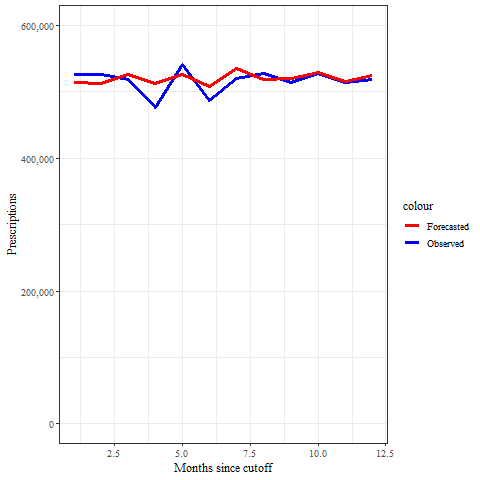 600,000
400,000
200,000
0
Prescriptions
2.5 5.0 7.5 10.0 12.5
Months since cutoff
colour
Forecasted
Observed